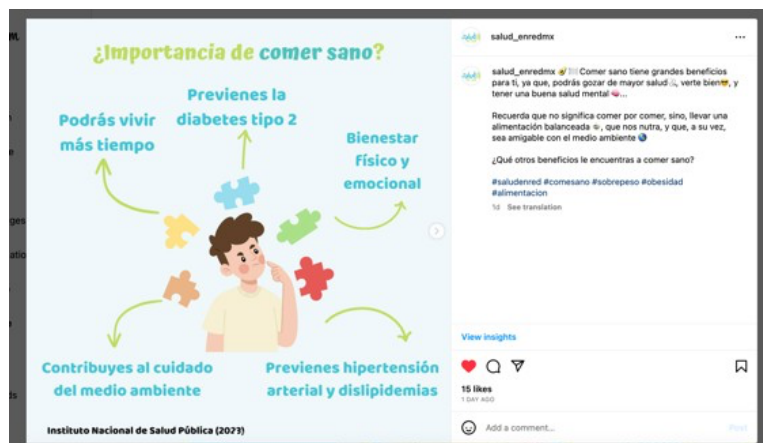 ¿Importancia de comer sano?
Previenes la
diabetes tipo 2
Podrás vivir
más tiempo
Bienestar
físico y
emocional
Contribuyes al cuidado
del medio ambiente
Previenes hipertensión
arterial y dislipidemias
Instituto Nacional de Salud Pública (2023)
salud_enredmx
salud_enredmx Comer sano tiene grandes beneficios
para ti, ya que, podrás gozar de mayor salud, verte bien, y
tener una buena salud mental...
Recuerda que no significa comer por comer, sino, llevar una
alimentación balanceada, que nos nutra, y que, a su vez,
sea amigable con el medio ambiente
¿Qué otros beneficios le encuentras a comer sano?
#saludenred #comesano #sobrepeso #obesidad
#alimentacion
1d See translation
View insights
15 likes
1 DAY AGO
Add a comment...
Post